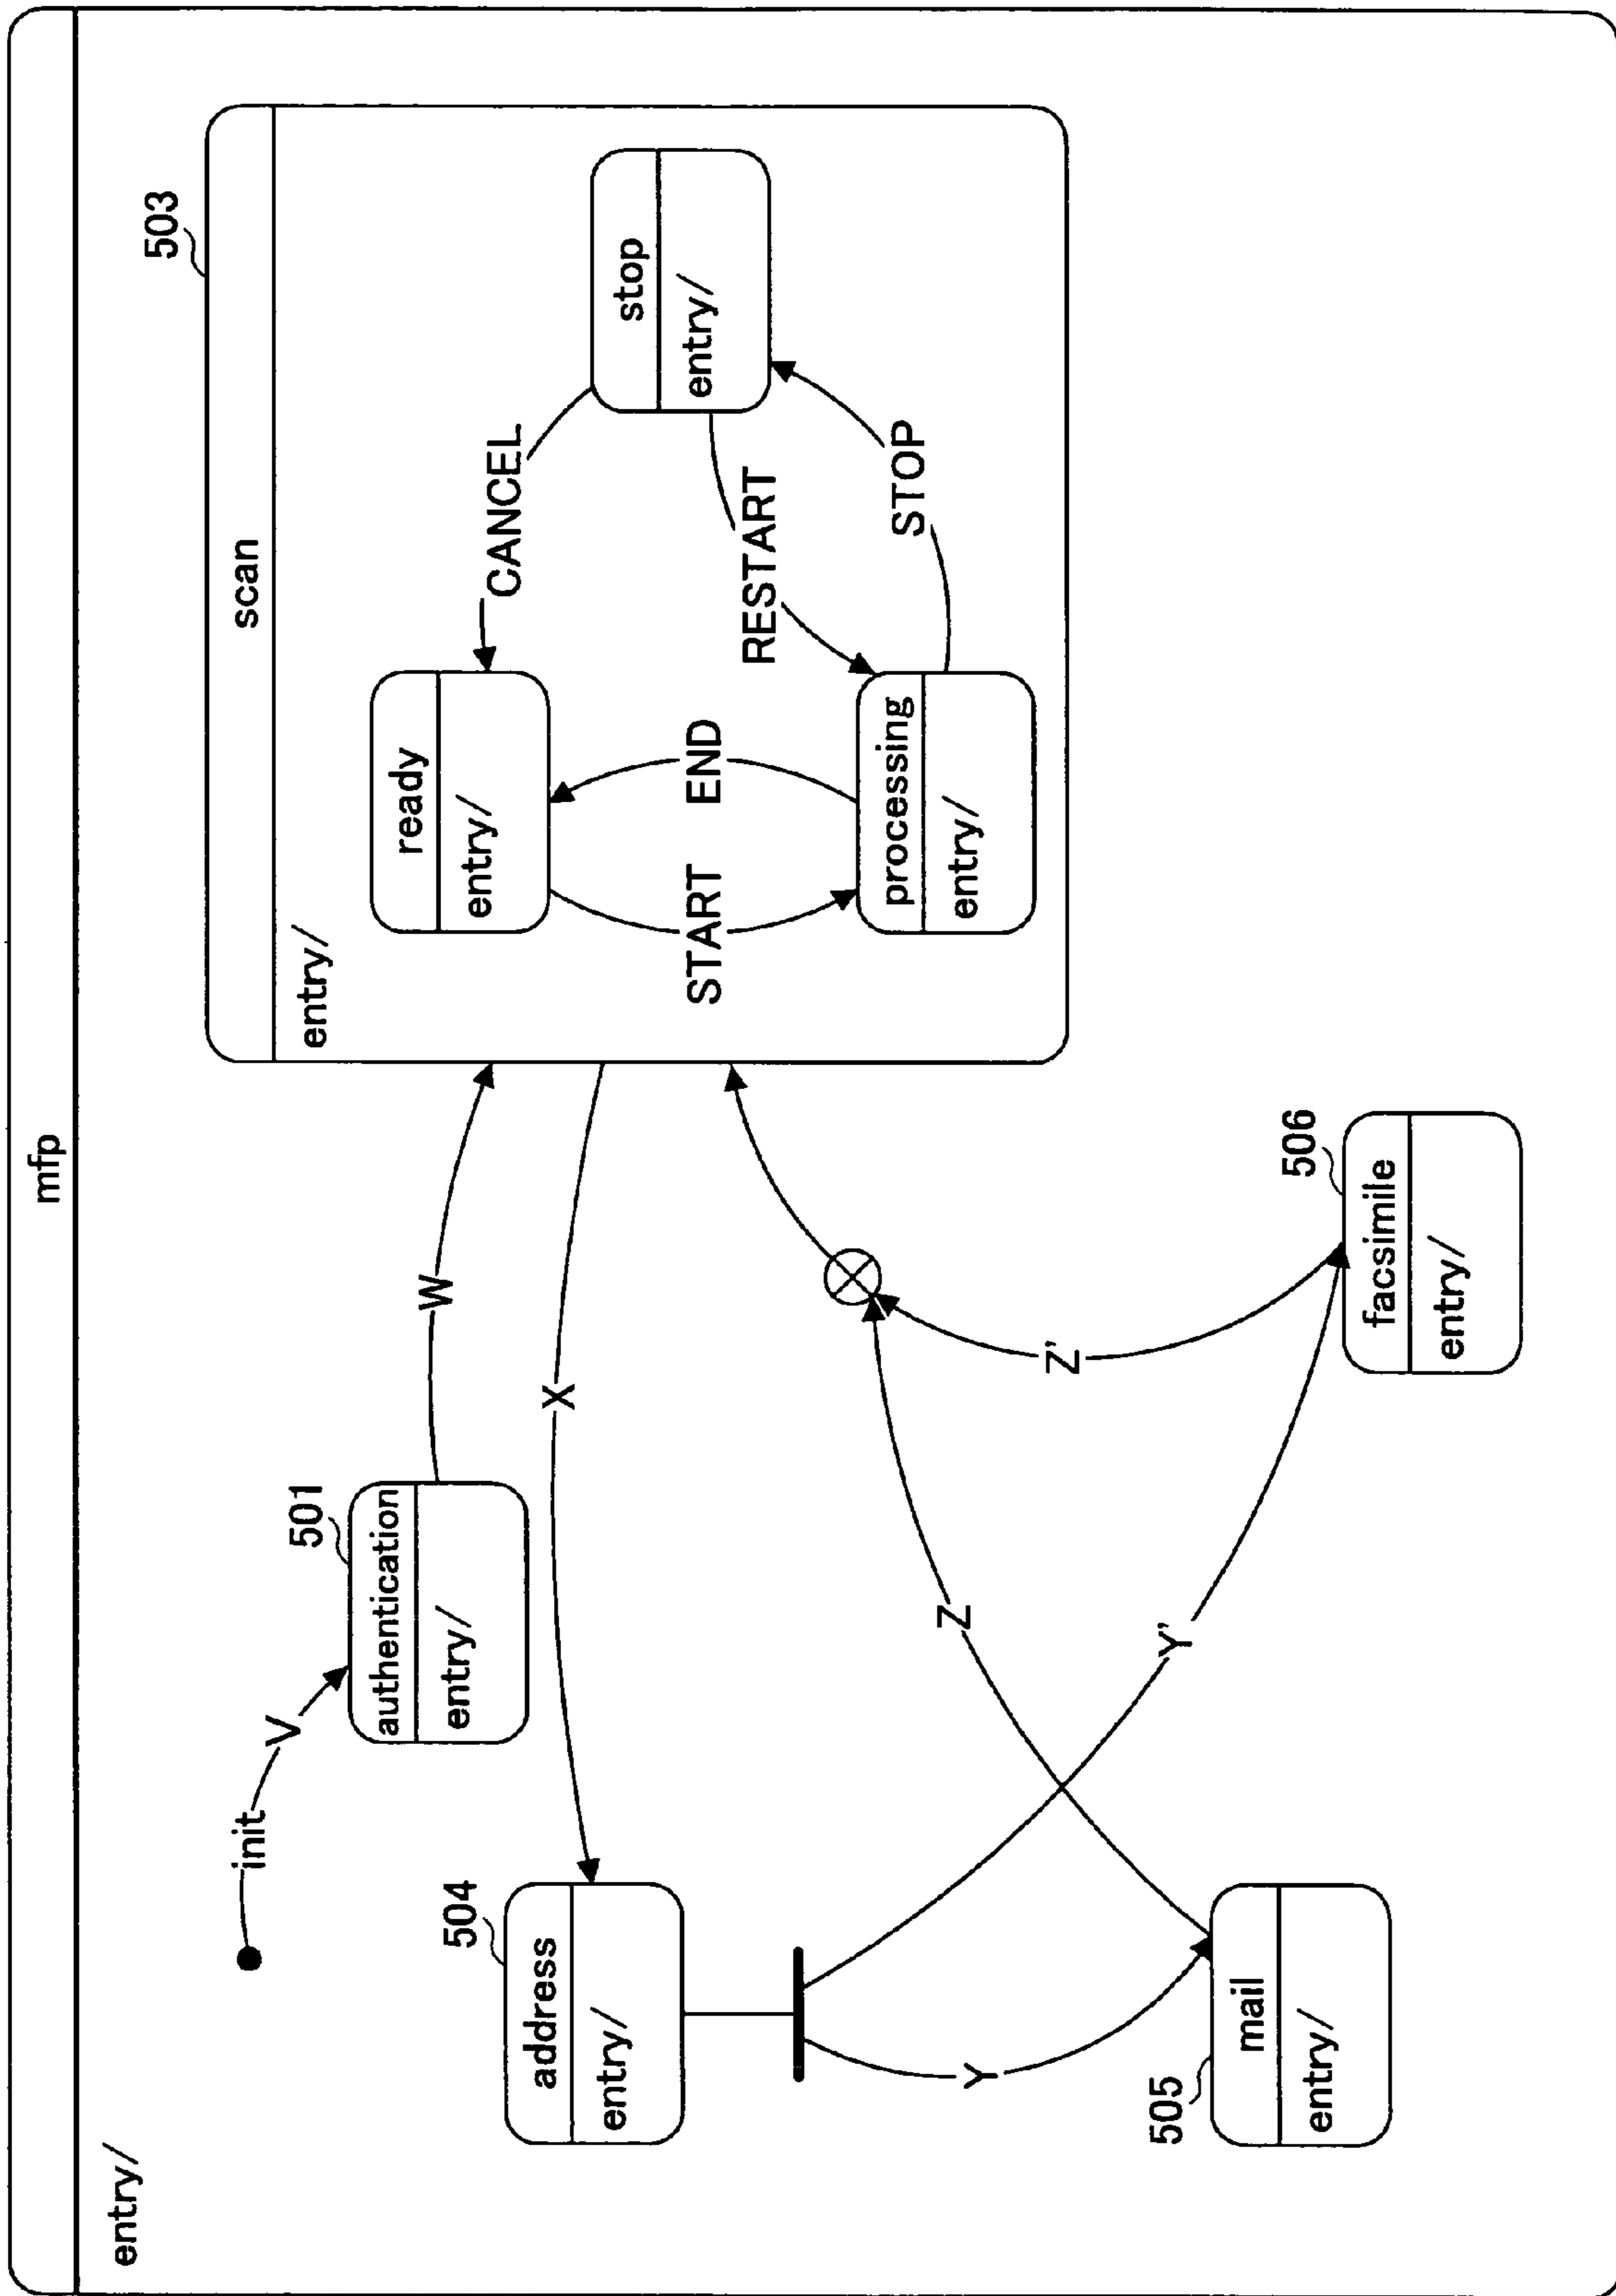 mfp
entry/
init
V
501
authentication
entry/
W
503
scan
entry/
ready
entry/
CANCEL
stop
entry/
START
END
RESTART
STOP
processing
entry/
X
504
address
entry/
Y
Y'
Z
Z'
505
mail
entry/
506
facsimile
entry/